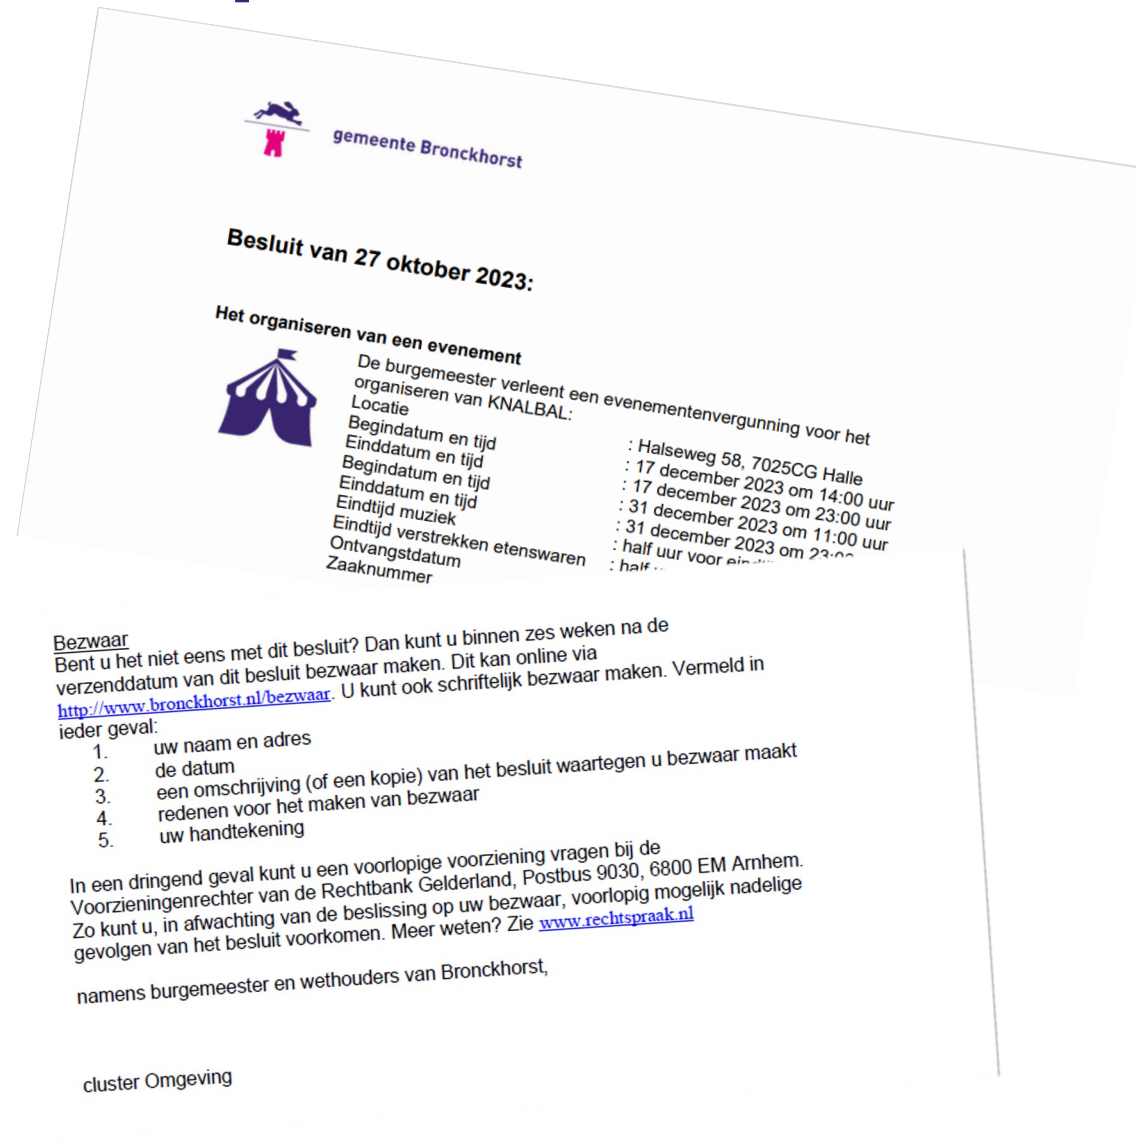 gemeente Bronckhorst
Besluit van 27 oktober 2023:
Het organiseren van een evenement
De burgemeester verleent een evenementenvergunning voor het
organiseren van KNALBAL:
Locatie : Halseweg 58, 7025CG Halle
Begindatum en tijd : 17 december 2023 om 14:00 uur
Einddatum en tijd : 17 december 2023 om 23:00 uur
Begindatum en tijd : 31 december 2023 om 11:00 uur
Einddatum en tijd : 31 december 2023 om 23:00
Eindtijd muziek : half uur voor
Eindtijd verstrekken etenswaren : half
Ontvangstdatum
Zaaknummer
Bezwaar
Bent u het niet eens met dit besluit? Dan kunt u binnen zes weken na de
verzenddatum van dit besluit bezwaar maken. Dit kan online via
http://www.bronckhorst.nl/bezwaar. U kunt ook schriftelijk bezwaar maken. Vermeld in
ieder geval:
1. uw naam en adres
2. de datum
3. een omschrijving (of een kopie) van het besluit waartegen u bezwaar maakt
4. redenen voor het maken van bezwaar
5. uw handtekening
In een dringend geval kunt u een voorlopige voorziening vragen bij de
Voorzieningenrechter van de Rechtbank Gelderland, Postbus 9030, 6800 EM Arnhem.
Zo kunt u, in afwachting van de beslissing op uw bezwaar, voorlopig mogelijk nadelige
gevolgen van het besluit voorkomen. Meer weten? Zie www.rechtspraak.nl
namens burgemeester en wethouders van Bronckhorst,
cluster Omgeving